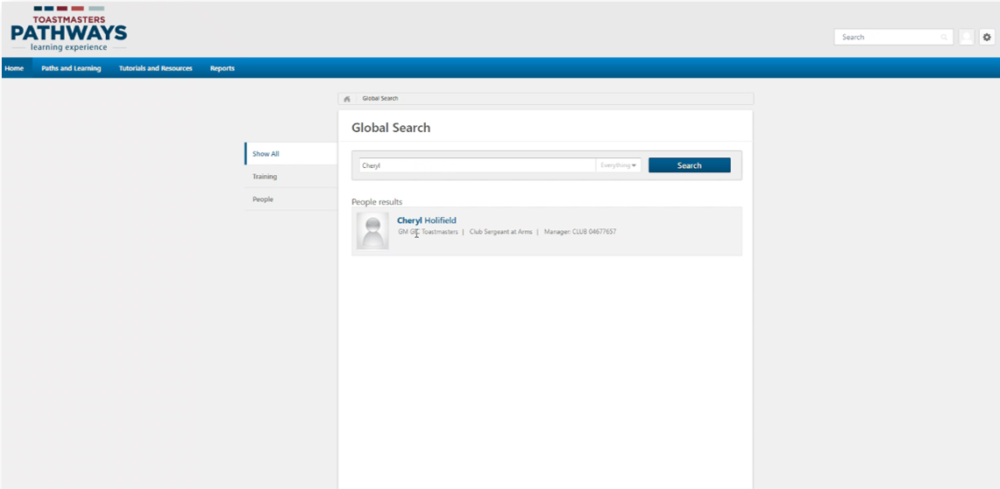 TOASTMASTERS
PATHWAYS
learning experience
Search
Home Paths and Learning Tutorials and Resources Reports
Global Search
Global Search
Show All
Training
People
Cheryl Everything Search
People results
Cheryl Holifield
GM Toastmasters | Club Sergeant at Arms | Manager: CLUB 04677657